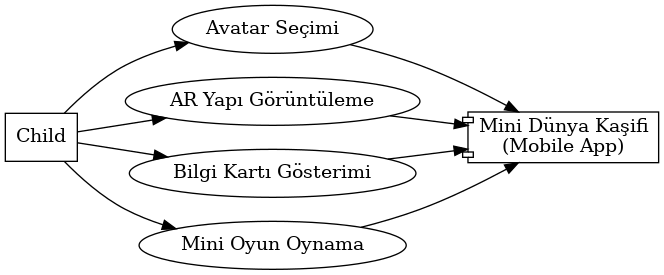 Avatar Seçimi
AR Yapı Görüntüleme
Child
Mini Dünya Kaşifi
(Mobile App)
Bilgi Kartı Gösterimi
Mini Oyun Oynama